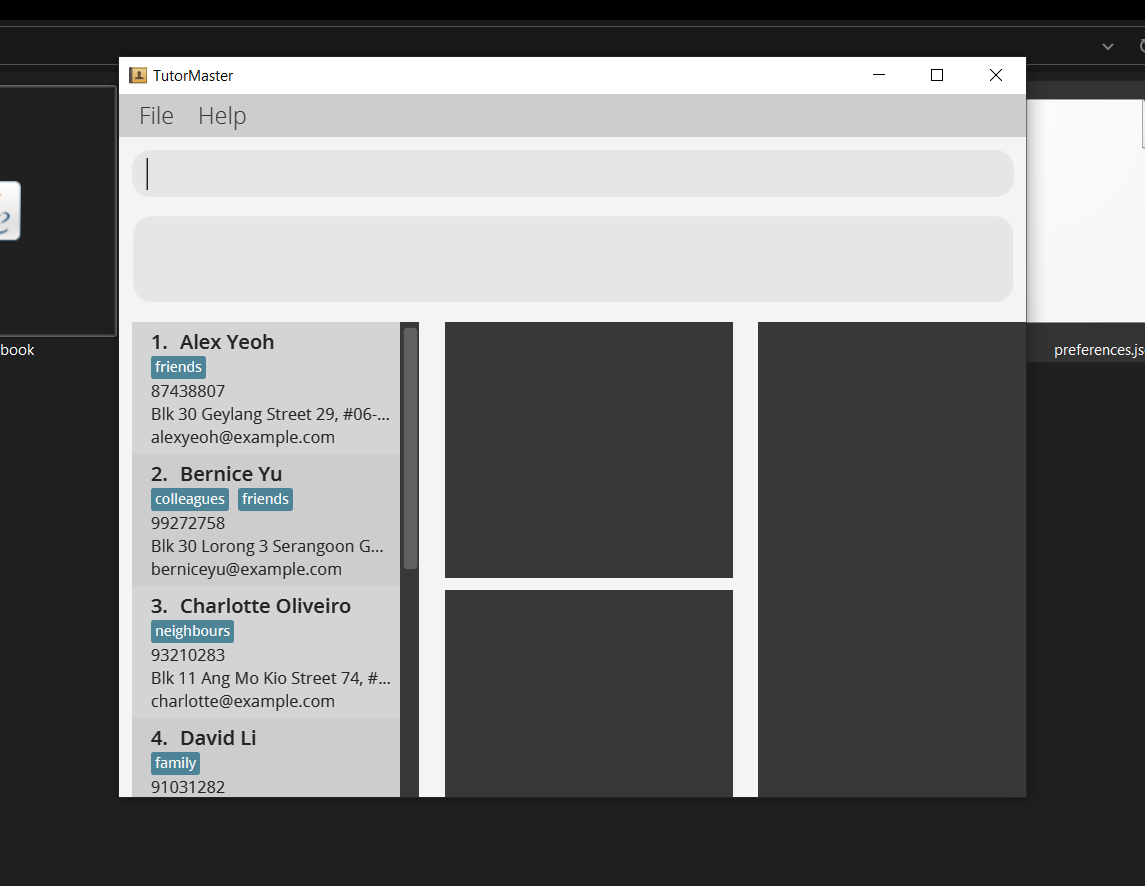 TutorMaster
File Help
book
preferences.js
1. Alex Yeoh
friends
87438807
Blk 30 Geylang Street 29, #06-...
alexyeoh@example.com
2. Bernice Yu
colleagues friends
99272758
Blk 30 Lorong 3 Serangoon G...
berniceyu@example.com
3. Charlotte Oliveiro
neighbours
93210283
Blk 11 Ang Mo Kio Street 74, #...
charlotte@example.com
4. David Li
family
91031282